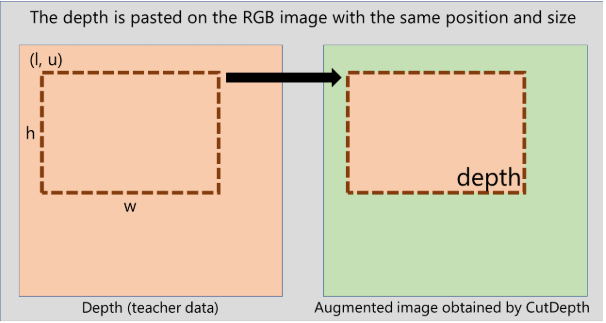 The depth is pasted on the RGB image with the same position and size
(l, u)
h
w
depth
Depth (teacher data)
Augmented image obtained by CutDepth